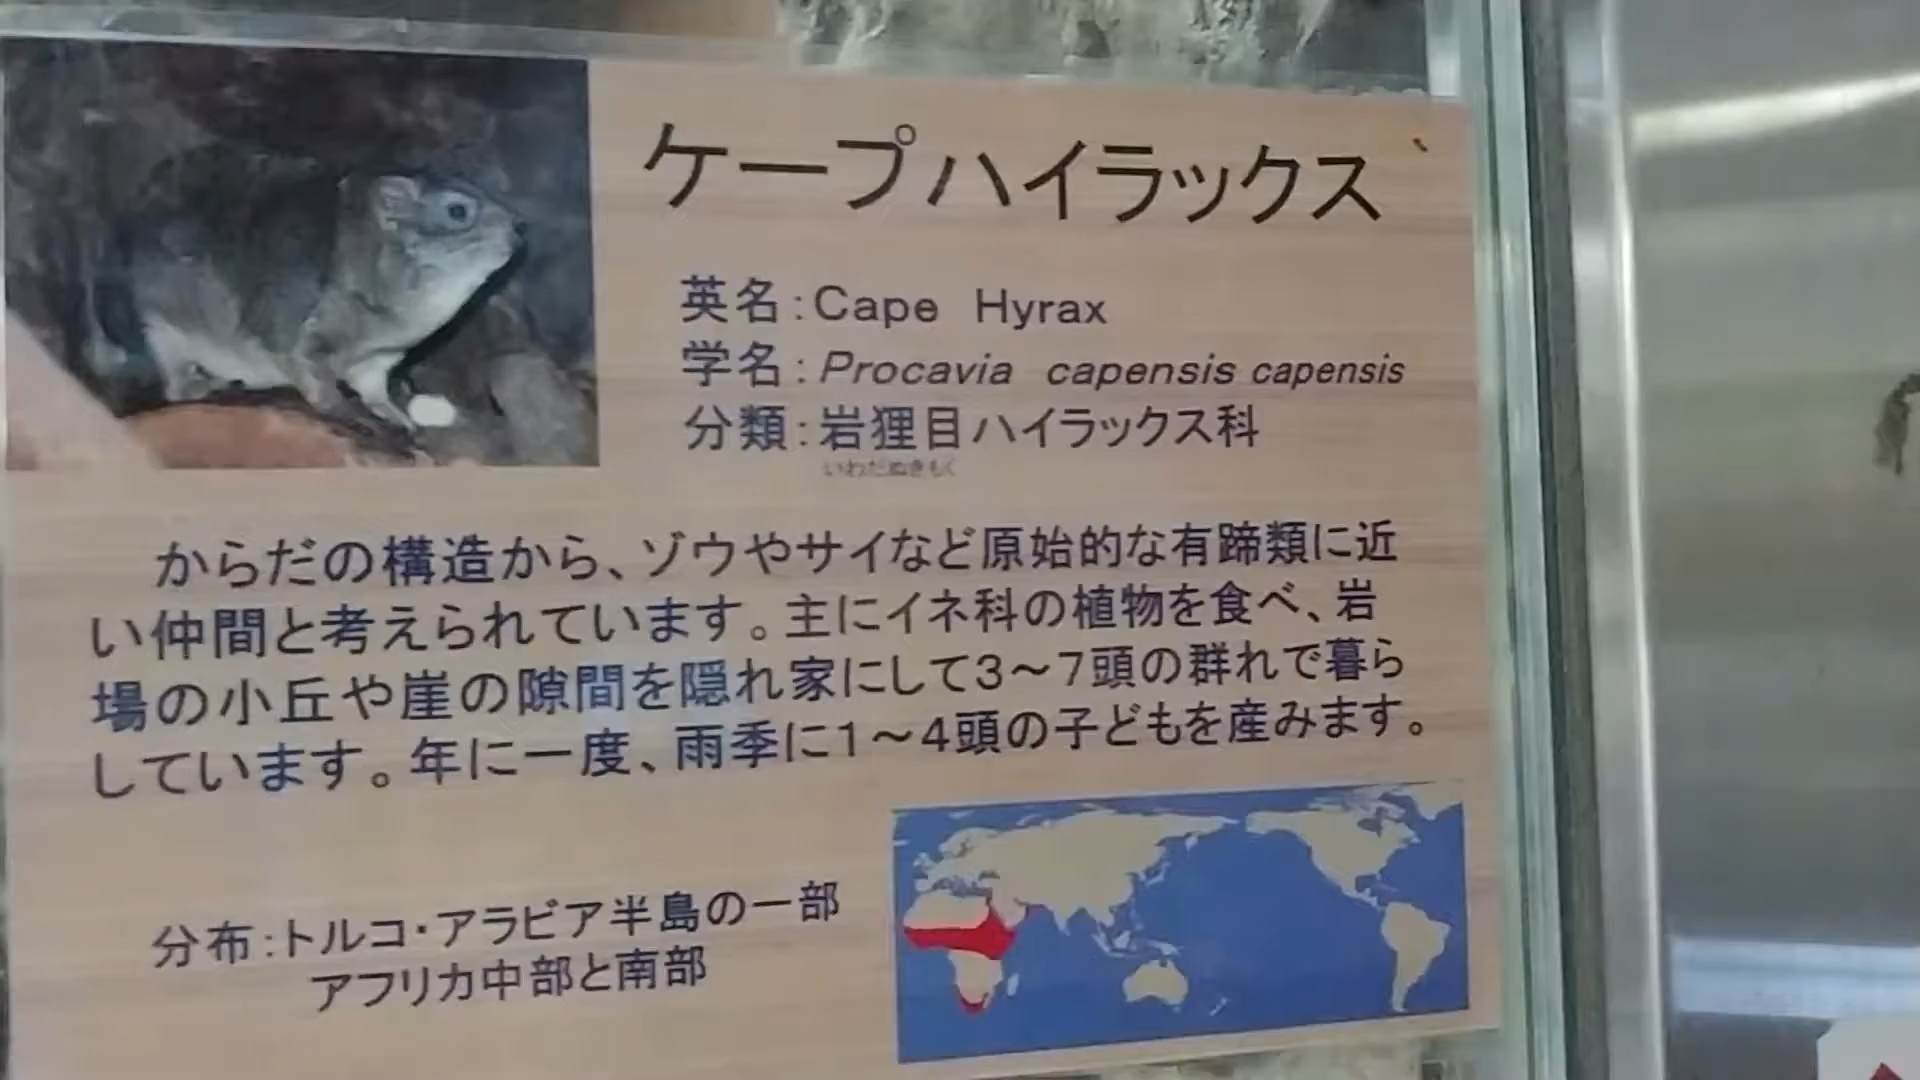 ケープハイラックス
英名:Cape Hyrax
学名:Procavia capensis capensis
分類:岩狸目ハイラックス科
いわだぬきもく
からだの構造から、ゾウやサイなど原始的な有蹄類に近
い仲間と考えられています。主にイネ科の植物を食べ、岩
場の小丘や崖の隙間を隠れ家にして3～7頭の群れで暮ら
しています。年に一度、雨季に1～4頭の子どもを産みます。
分布:トルコ・アラビア半島の一部
アフリカ中部と南部